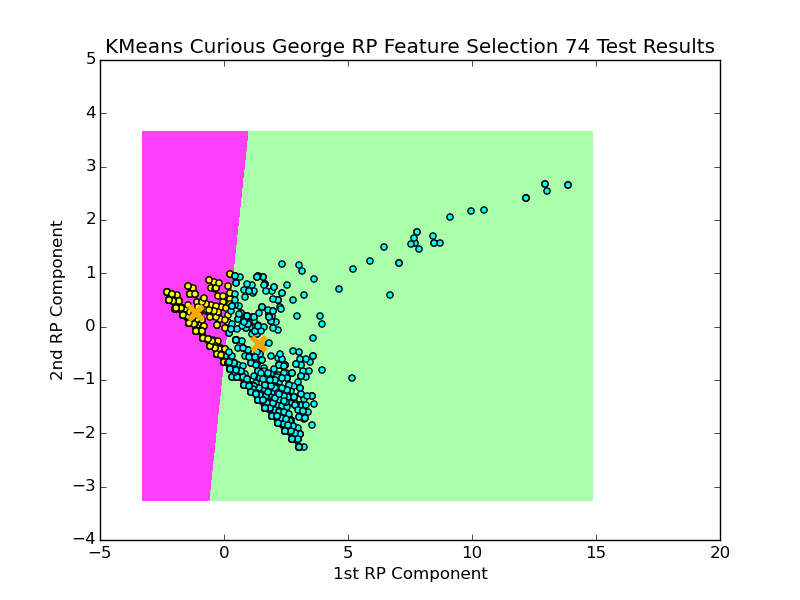 KMeans Curious George RP Feature Selection 74 Test Results
5
4
3
2
1
0
−1
−2
−3
−4
2nd RP Component
−5 0 5 10 15 20
1st RP Component